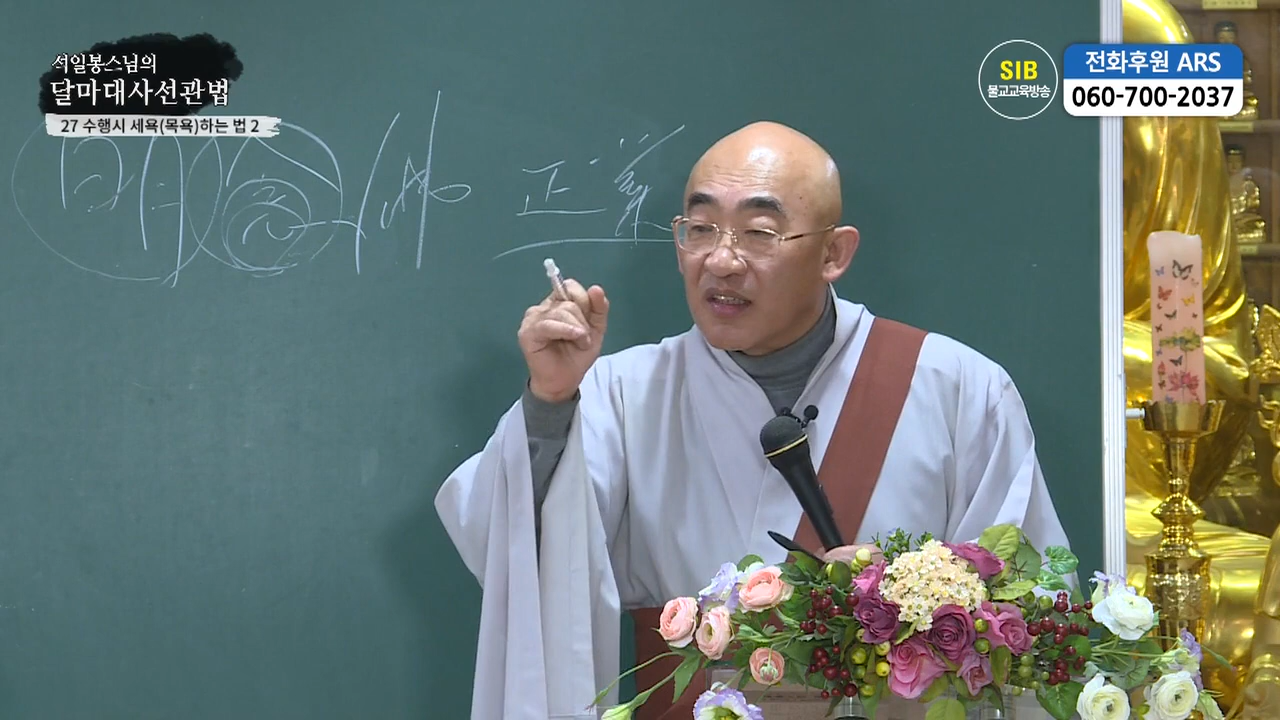 석일봉스님의
달마대사선관법
27 수행시 세욕(목욕)하는 법 2
SIB
불교교육방송
전화후원 ARS
060-700-2037
正